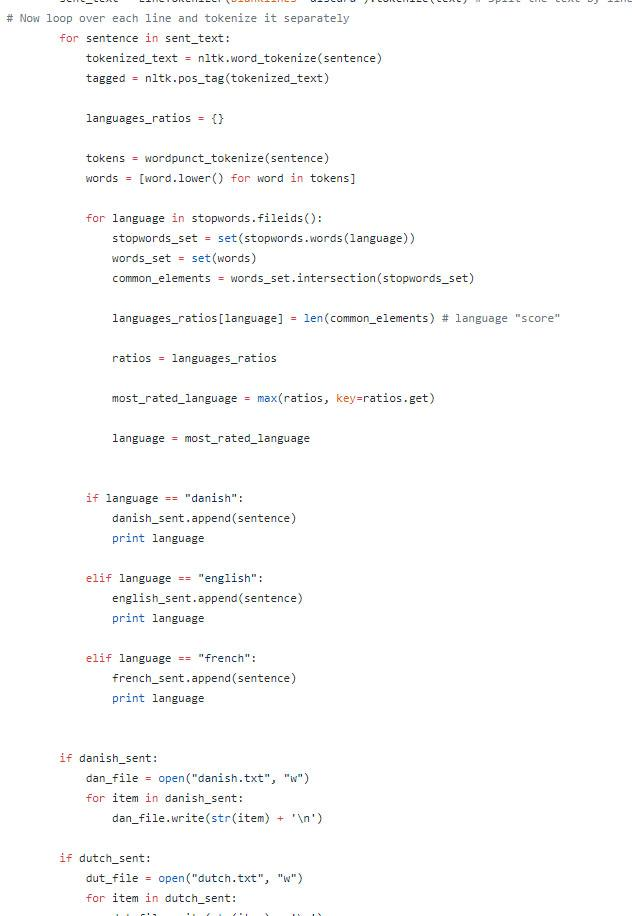 # Now loop over each line and tokenize it separately
for sentence in sent_text:
tokenized_text = nltk.word_tokenize(sentence)
tagged = nltk.pos_tag(tokenized_text)
languages_ratios = {}
tokens = wordpunct_tokenize(sentence)
words = [word.lower() for word in tokens]
for language in stopwords.fileids():
stopwords_set = set(stopwords.words(language))
words_set = set(words)
common_elements = words_set.intersection(stopwords_set)
languages_ratios[language] = len(common_elements) # language "score"
ratios = languages_ratios
most_rated_language = max(ratios, key=ratios.get)
language = most_rated_language
if language == "danish":
danish_sent.append(sentence)
print language
elif language == "english":
english_sent.append(sentence)
print language
elif language == "french":
french_sent.append(sentence)
print language
if danish_sent:
dan_file = open("danish.txt", "w")
for item in danish_sent:
dan_file.write(str(item) + '\n')
if dutch_sent:
dut_file = open("dutch.txt", "w")
for item in dutch_sent: